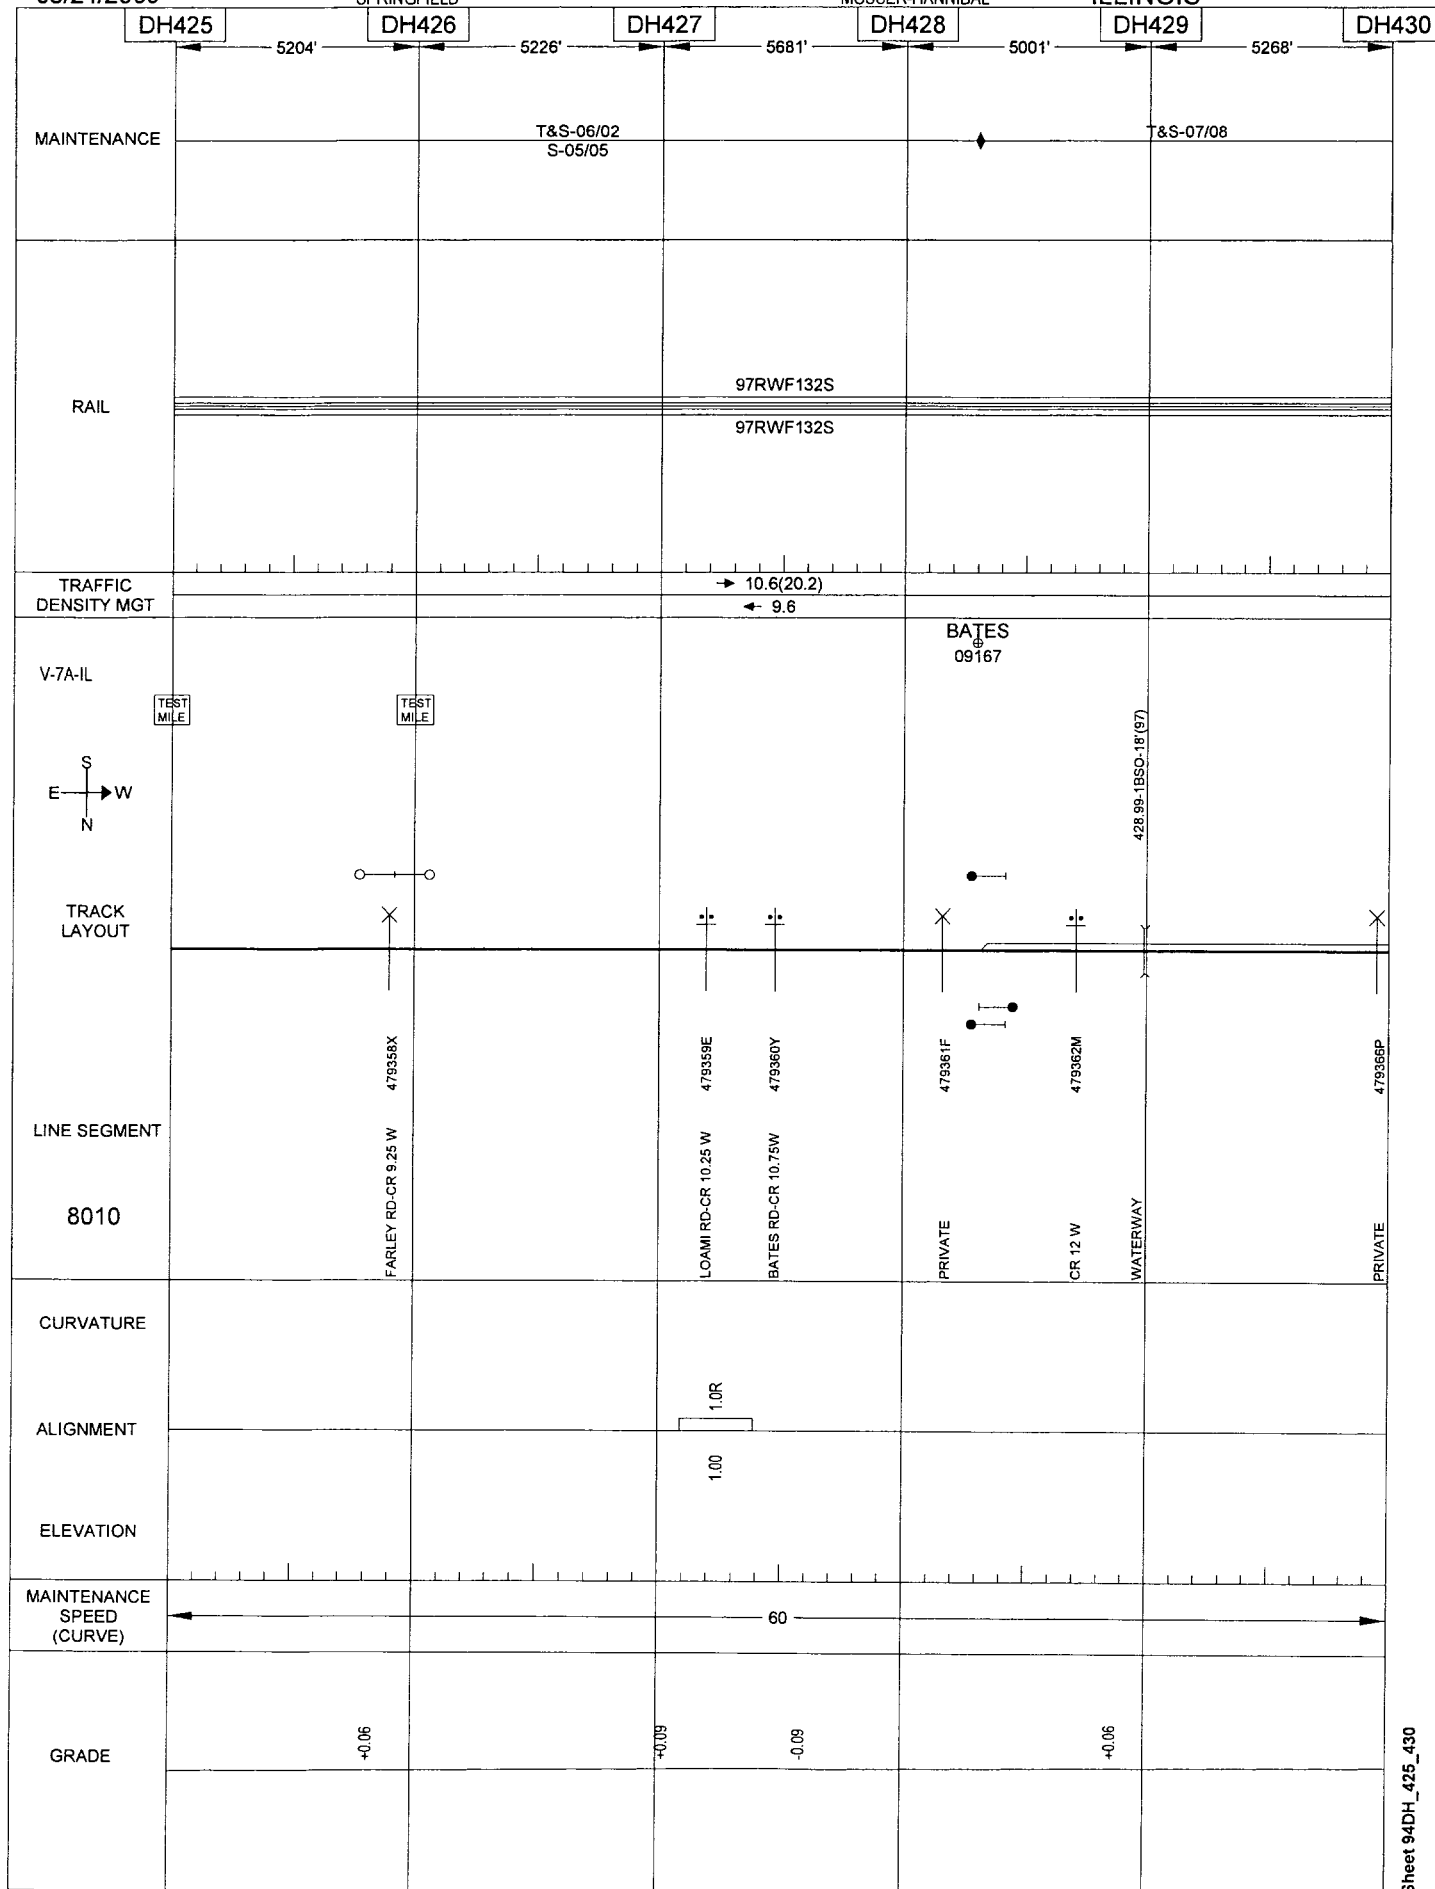 SPRINGFIELD
ILLINOIS
DH425 DH426 DH427 DH428 DH429 DH430
5204' 5226' 5681' 5001' 5268'
MAINTENANCE
T&S-06/02
S-05/05
T&S-07/08
RAIL
97RWF132S
97RWF132S
TRAFFIC
DENSITY MGT
10.6(20.2)
9.6
BATES
09167
V-7A-IL
TEST
MILE
TEST
MILE
S
E W
N
428.99-1BSO-18'(97)
TRACK
LAYOUT
479358X
479359E
479360Y
479361F
479362M
479366P
LINE SEGMENT
8010
FARLEY RD-CR 9.25 W
LOAMI RD-CR 10.25 W
BATES RD-CR 10.75W
PRIVATE
CR 12 W
WATERWAY
PRIVATE
CURVATURE
1.0R
ALIGNMENT
1.00
ELEVATION
MAINTENANCE
SPEED
(CURVE)
60
GRADE
+0.06
+0.09
-0.09
+0.06
Sheet 94DH_425_430